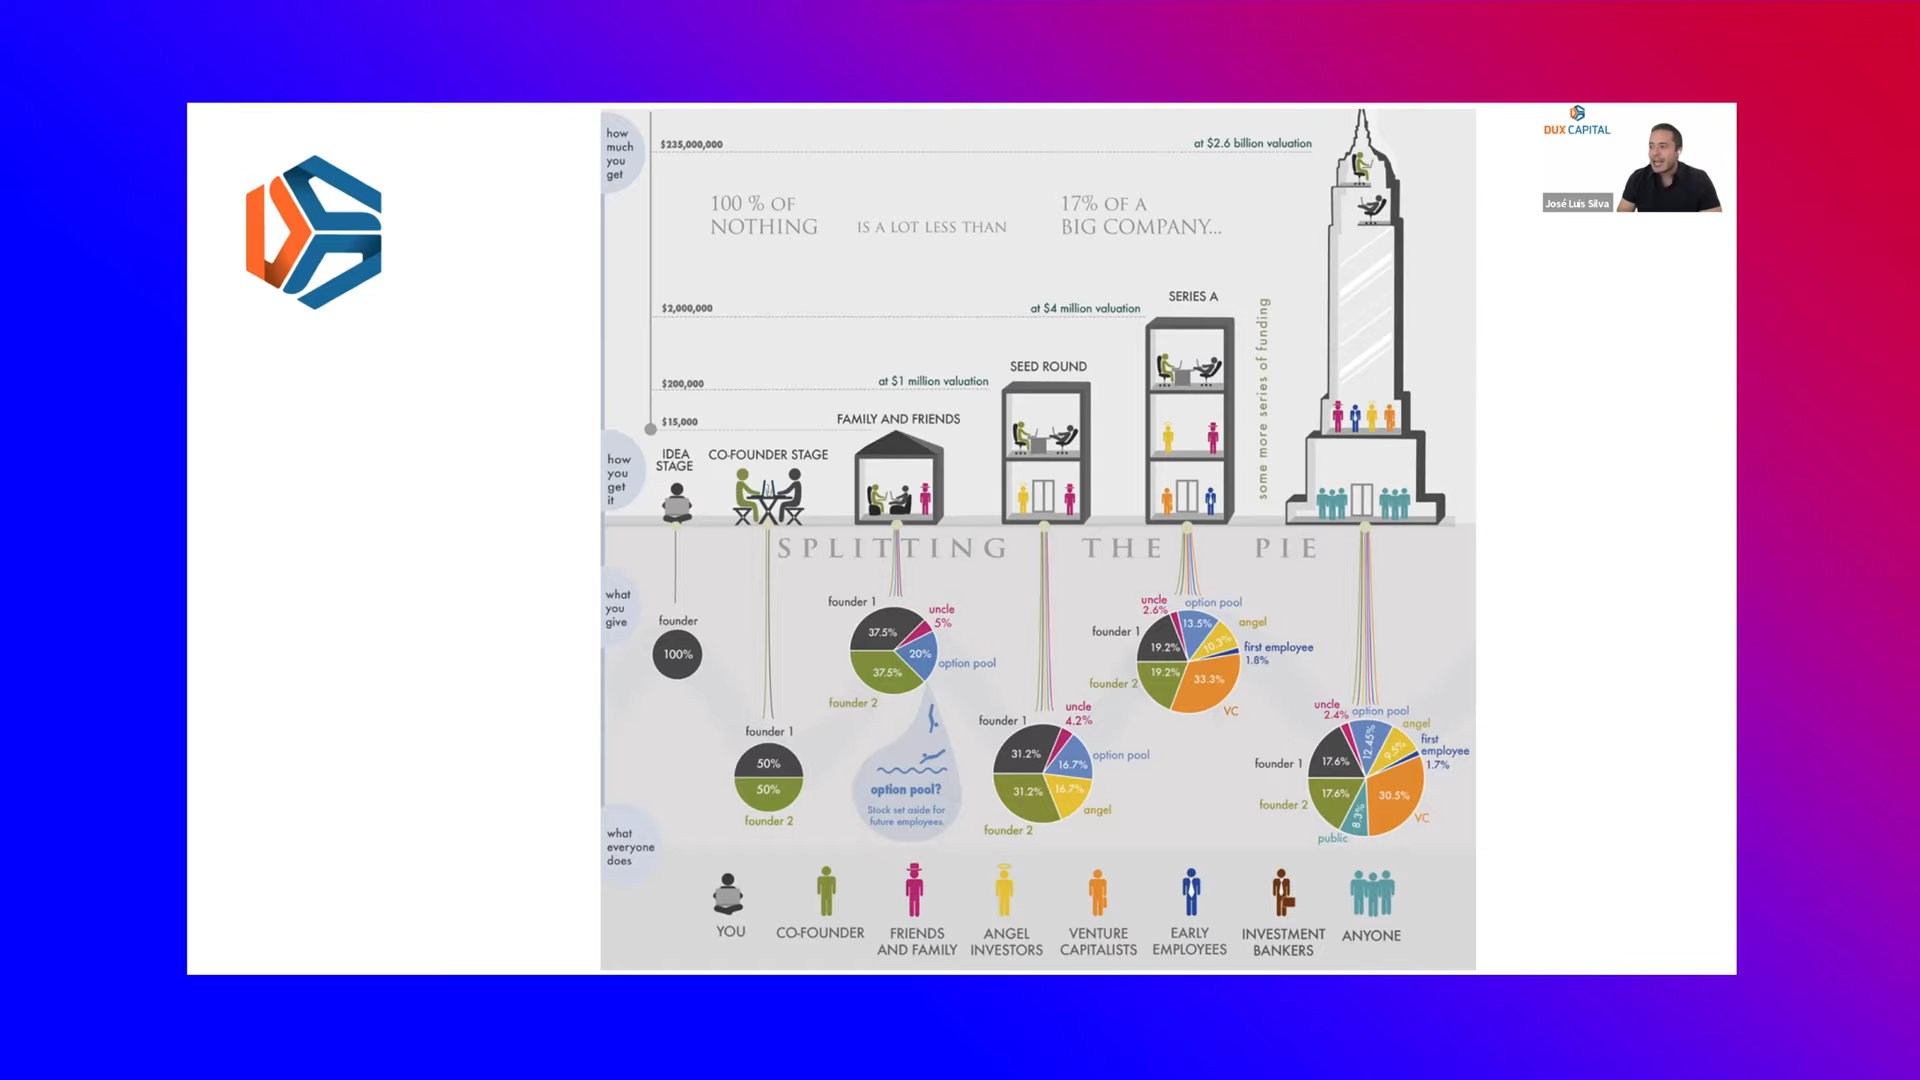 how
much
you
get
$235,000,000
at $2.6 billion valuation
100 % OF
NOTHING
IS A LOT LESS THAN
17% OF A
BIG COMPANY...
$2,000,000
at $4 million valuation
SERIES A
some more series of funding
$200,000
at $1 million valuation
SEED ROUND
$15,000
FAMILY AND FRIENDS
how
you
get
it
IDEA
STAGE
CO-FOUNDER STAGE
SPLITTING THE PIE
what
you
give
founder
100%
founder 1
50%
50%
founder 2
founder 1
uncle
5%
37.5%
20%
option pool
37.5%
founder 2
option pool?
Stock set aside for
future employees.
founder 1
uncle
4.2%
31.2%
option pool
16.7%
31.2%
16.7%
angel
founder 2
uncle
2.6%
option pool
13.5%
angel
10.3%
founder 1
19.2%
first employee
1.8%
19.2%
founder 2
33.3%
VC
uncle
2.4%
option pool
12.45%
angel
9.5%
first
employee
1.7%
founder 1
17.6%
17.6%
founder 2
30.5%
8.3%
VC
public
what
everyone
does
YOU
CO-FOUNDER
FRIENDS
AND FAMILY
ANGEL
INVESTORS
VENTURE
CAPITALISTS
EARLY
EMPLOYEES
INVESTMENT
BANKERS
ANYONE
DUX CAPITAL
José Luis Silva